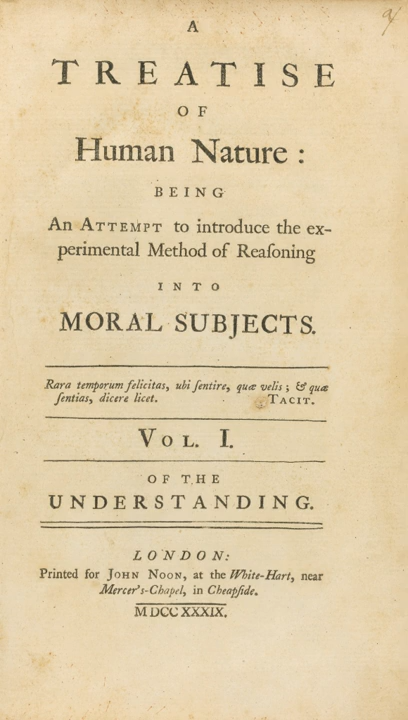 A
TREATISE
OF
Human Nature:
BEING
An ATTEMPT to introduce the ex-
perimental Method of Reaſoning
INTO
MORAL SUBJECTS.
Rara temporum felicitas, ubi ſentire, quæ velis; & quæ
ſentias, dicere licet. TACIT.
VOL. I.
OF THE
UNDERSTANDING.
LONDON:
Printed for JOHN NOON, at the White-Hart, near
Mercer's-Chapel, in Cheapſide.
MDCCXXXIX.